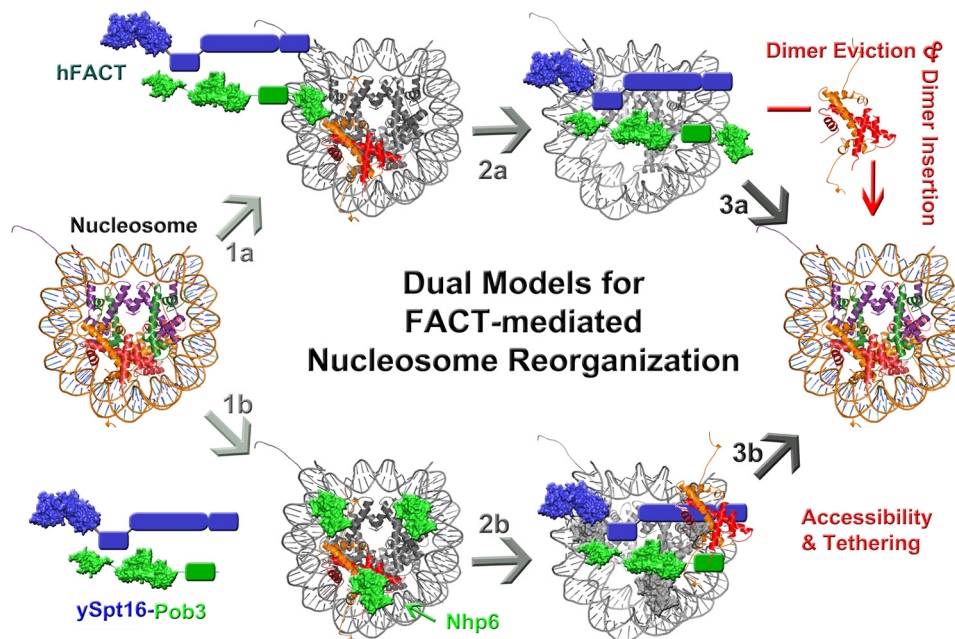 hFACT
Dimer Eviction &
Dimer Insertion
2a
3a
Nucleosome
1a
Dual Models for
FACT-mediated
Nucleosome Reorganization
1b
3b
2b
Accessibility
& Tethering
ySpt16-Pob3
Nhp6